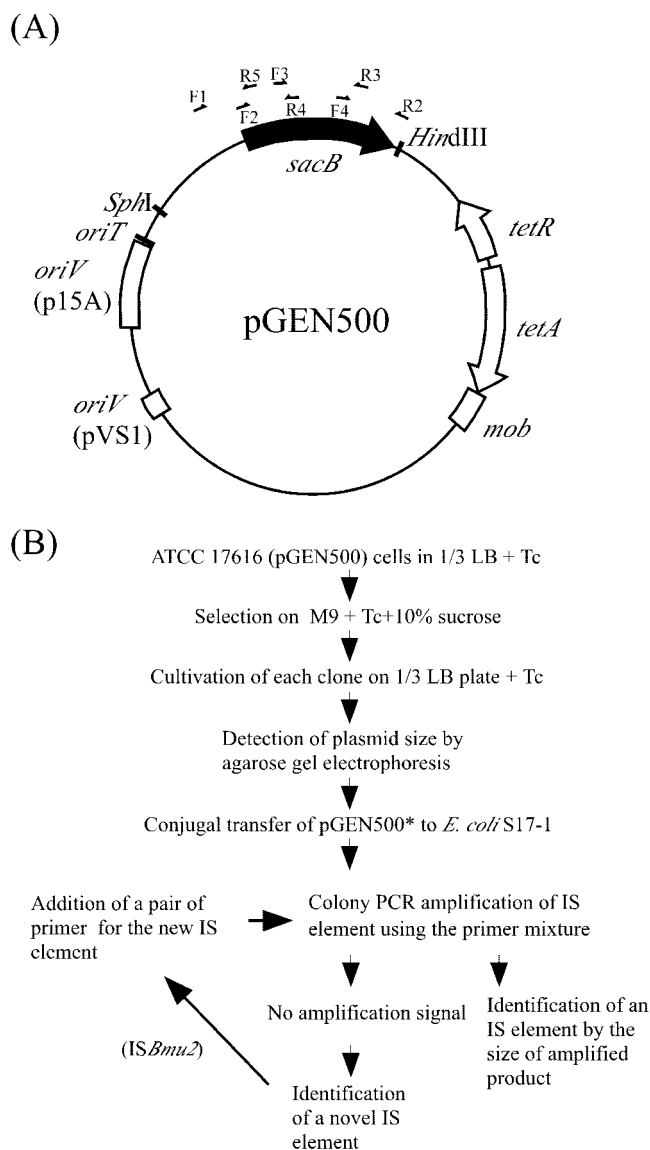 (A)
F1
R5
F3
F2
R4
F4
R3
R2
sacB
HindIII
SphI
oriT
oriV
(p15A)
pGEN500
tetR
tetA
oriV
(pVS1)
mob
(B)
ATCC 17616 (pGEN500) cells in 1/3 LB + Tc
Selection on M9 + Tc+10% sucrose
Cultivation of each clone on 1/3 LB plate + Tc
Detection of plasmid size by
agarose gel electrophoresis
Conjugal transfer of pGEN500* to E. coli S17-1
Addition of a pair of
primer for the new IS
element
Colony PCR amplification of IS
element using the primer mixture
No amplification signal
Identification of an
IS element by the
size of amplified
product
(ISBmu2)
Identification
of a novel IS
element